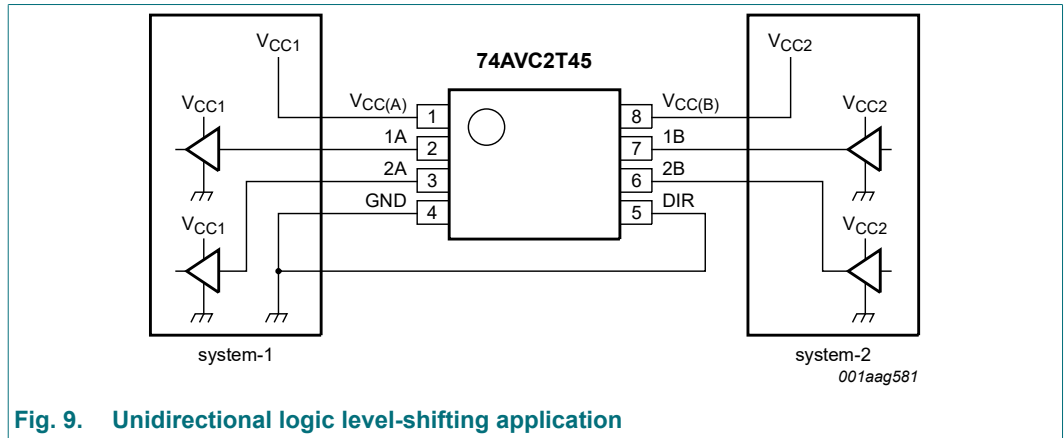 VCC1
VCC2
74AVC2T45
VCC1
VCC(A)
1
8
VCC(B)
VCC2
1A
2
7
1B
2A
3
6
2B
GND
4
5
DIR
VCC1
VCC2
system-1
system-2
001aag581
Fig. 9. Unidirectional logic level-shifting application